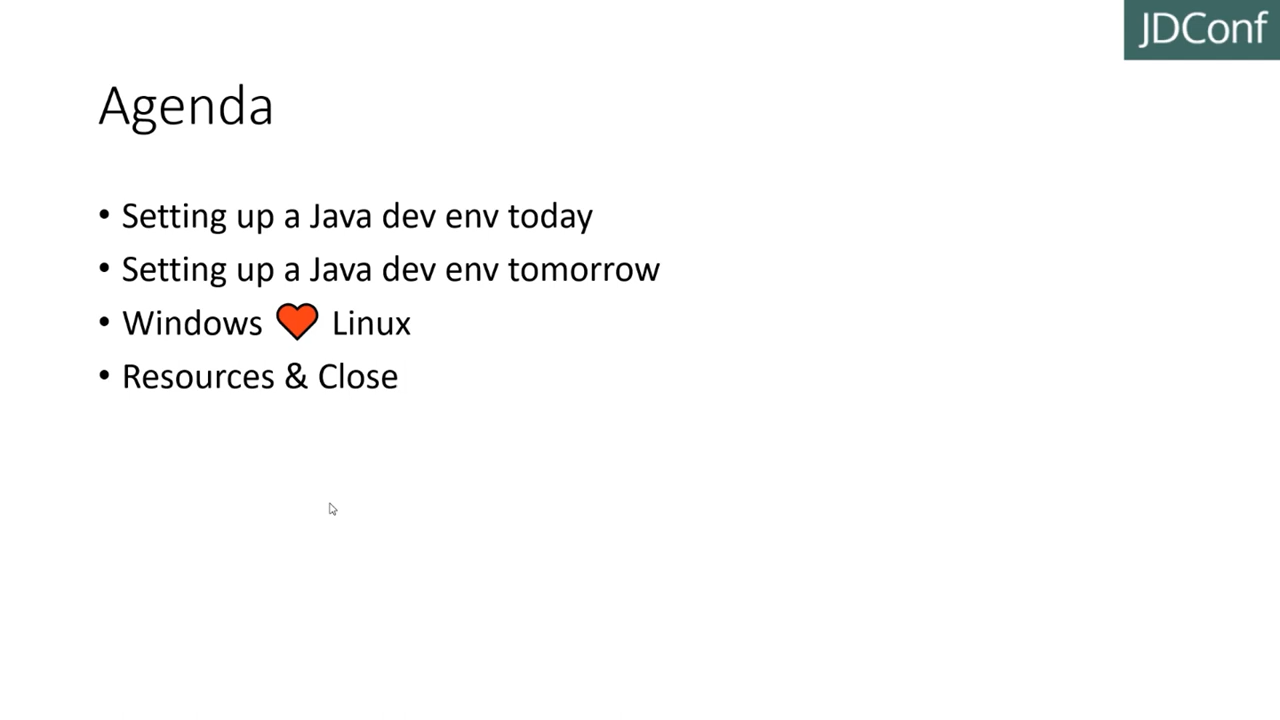 JDConf
Agenda
• Setting up a Java dev env today
• Setting up a Java dev env tomorrow
• Windows ❤ Linux
• Resources & Close